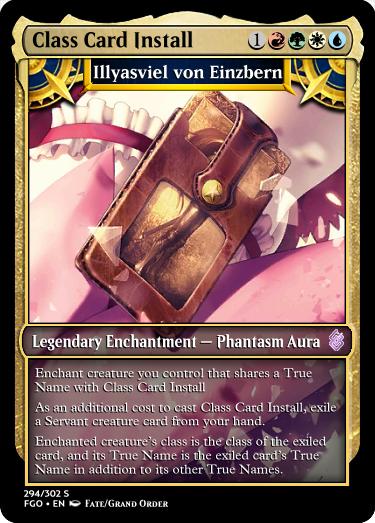 Class Card Install 1
Illyasviel von Einzbern
Legendary Enchantment — Phantasm Aura
Enchant creature you control that shares a True
Name with Class Card Install
As an additional cost to cast Class Card Install, exile
a Servant creature card from your hand.
Enchanted creature's class is the class of the exiled
card, and its True Name is the exiled card's True
Name in addition to its other True Names.
294/302 S
FGO • EN Fate/Grand Order